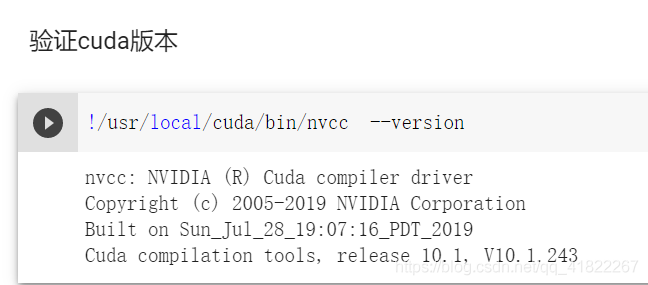 验证cuda版本
!/usr/local/cuda/bin/nvcc  --version
nvcc: NVIDIA (R) Cuda compiler driver
Copyright (c) 2005-2019 NVIDIA Corporation
Built on Sun_Jul_28_19:07:16_PDT_2019
Cuda compilation tools, release 10.1, V10.1.243
https://blog.csdn.net/qq_41822267